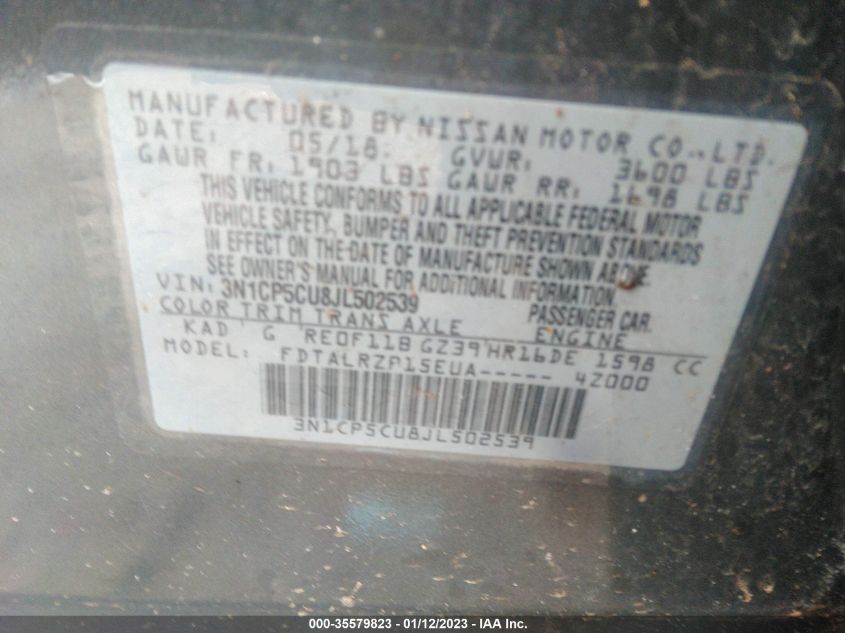 MANUFACTURED BY NISSAN MOTOR CO., LTD.
DATE: 05/18. GVWR: 3600 LBS
GAWR FR: 1903 LBS GAWR RR: 1698 LBS
THIS VEHICLE CONFORMS TO ALL APPLICABLE FEDERAL MOTOR
VEHICLE SAFETY, BUMPER AND THEFT PREVENTION STANDARDS
IN EFFECT ON THE-DATE OF MANUFACTURE SHOWN ABOVE.
SEE OWNER'S MANUAL FOR ADDITIONAL INFORMATION.
VIN: 3N1CP5CU8JL502539 PASSENGER CAR.
COLOR TRIM TRANS AXLE ENGINE
KAD G RE0F11B GZ39 HR16DE 1598 CC
MODEL: FDTALRZP15EUA----- 4Z000
3N1CP5CU8JL502539
000-35579823 - 01/12/2023 - IAA Inc.